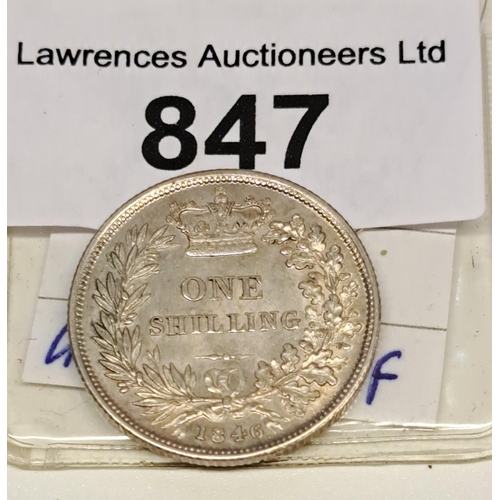 Lawrences Auctioneers Ltd
847
ONE
SHILLING
1846
F